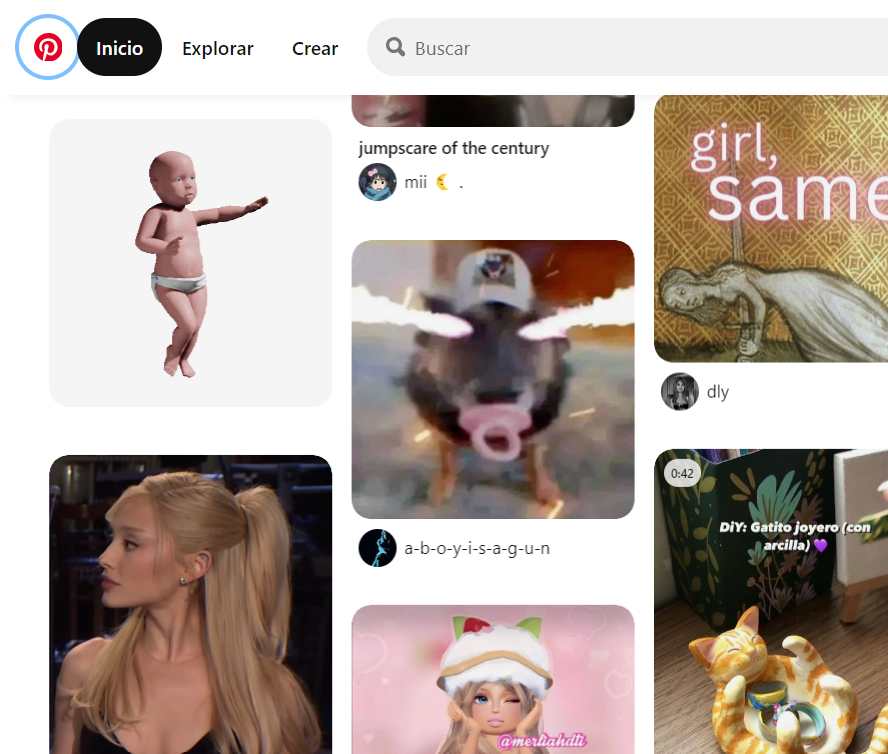 Inicio
Explorar
Crear
Buscar
jumpscare of the century
mii 🌛 .
a-b-o-y-i-s-a-g-u-n
@merliahdti
girl,
same
dly
0:42
DiY: Gatito joyero (con
arcilla) 💜